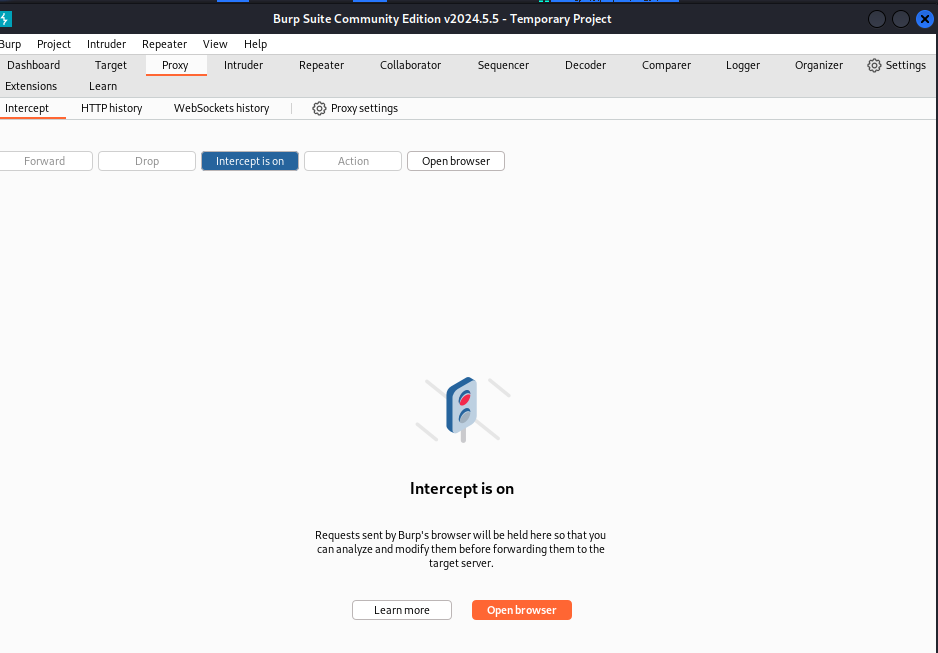 Burp Suite Community Edition v2024.5.5 - Temporary Project
Burp Project Intruder Repeater View Help
Dashboard Target Proxy Intruder Repeater Collaborator Sequencer Decoder Comparer Logger Organizer Settings
Extensions Learn
Intercept HTTP history WebSockets history Proxy settings
Forward Drop Intercept is on Action Open browser
Intercept is on
Requests sent by Burp's browser will be held here so that you
can analyze and modify them before forwarding them to the
target server.
Learn more Open browser